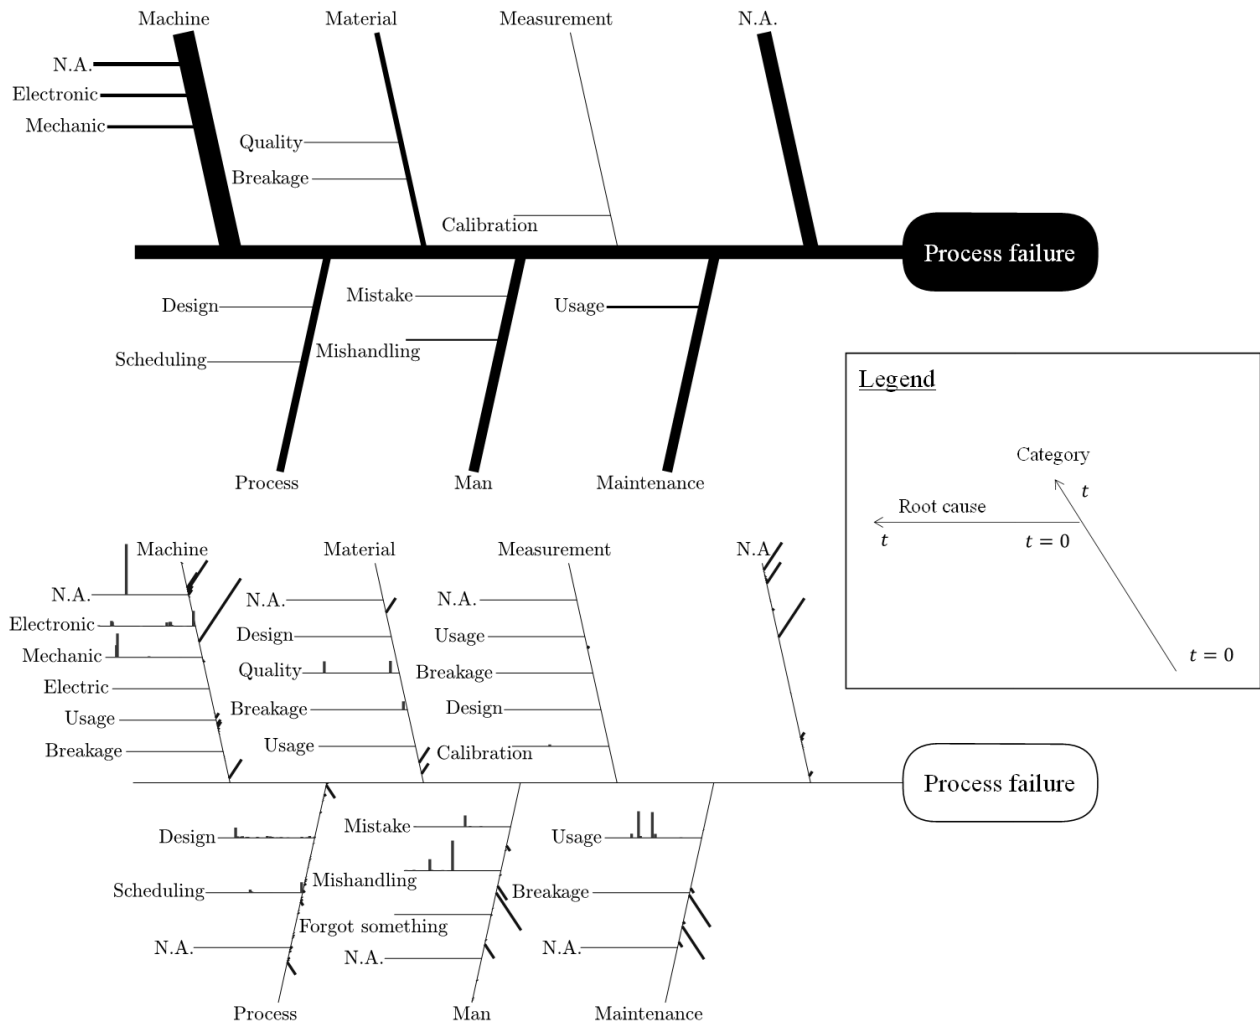 Machine
Material
Measurement
N.A.
N.A.
Electronic
Mechanic
Quality
Breakage
Calibration
Process failure
Design
Scheduling
Mistake
Mishandling
Usage
Process
Man
Maintenance
Legend
Category
t
Root cause
t
t = 0
t = 0
Machine
Material
Measurement
N.A.
N.A.
Electronic
Mechanic
Electric
Usage
Breakage
N.A.
Design
Quality
Breakage
Usage
N.A.
Usage
Breakage
Design
Calibration
Process failure
Design
Scheduling
N.A.
Mistake
Mishandling
Forgot something
N.A.
Usage
Breakage
N.A.
Process
Man
Maintenance